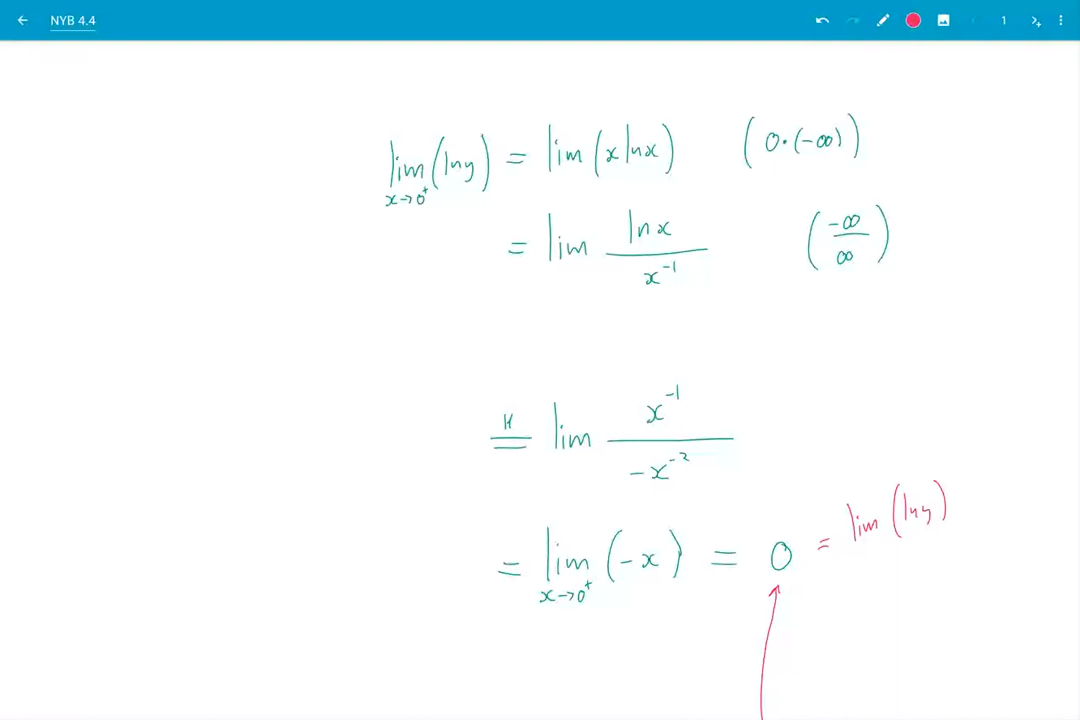 NYB 4.4
1
lim x→0⁺ (ln y) = lim (x ln x) (0·(-∞))
= lim ln x / x⁻¹ (-∞ / ∞)
H= lim x⁻¹ / -x⁻²
= lim x→0⁺ (-x) = 0 = lim (ln y)